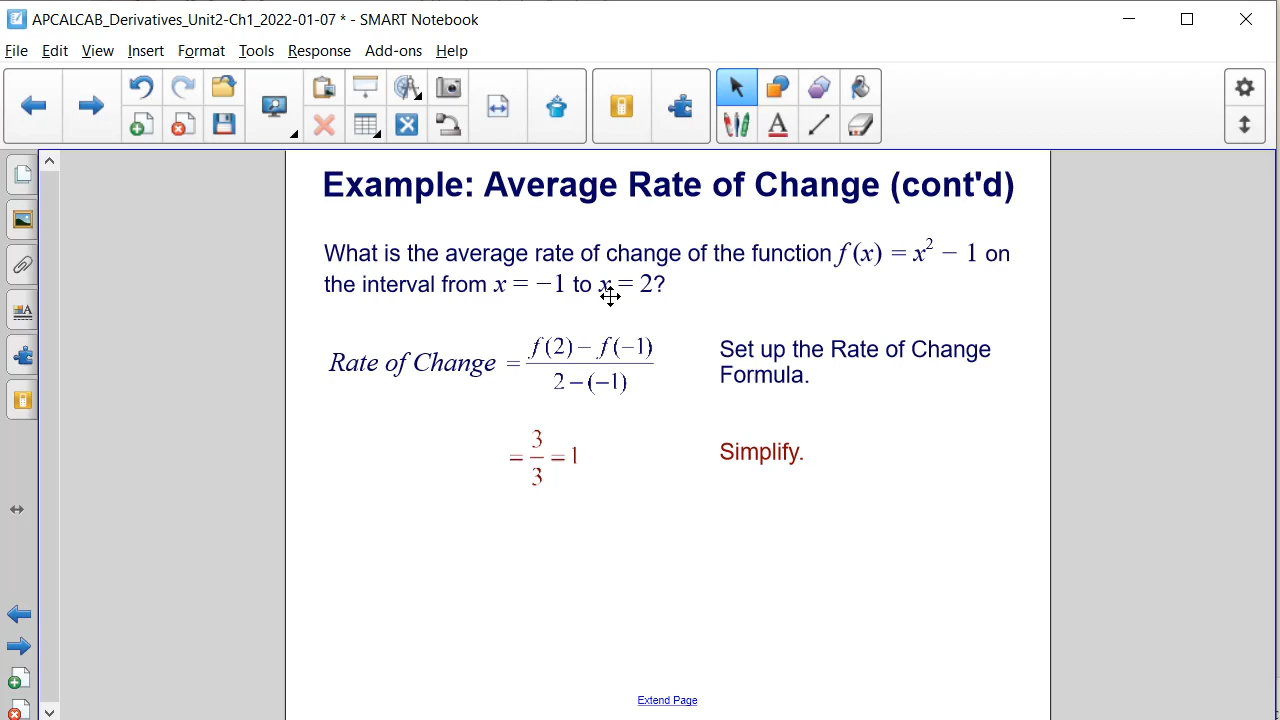 APCALCAB_Derivatives_Unit2-Ch1_2022-01-07 * - SMART Notebook
File Edit View Insert Format Tools Response Add-ons Help
Example: Average Rate of Change (cont'd)
What is the average rate of change of the function f(x) = x² − 1 on
the interval from x = −1 to x = 2?
Rate of Change = (f(2) − f(−1)) / (2 − (−1))
Set up the Rate of Change
Formula.
= 3/3 = 1
Simplify.
Extend Page